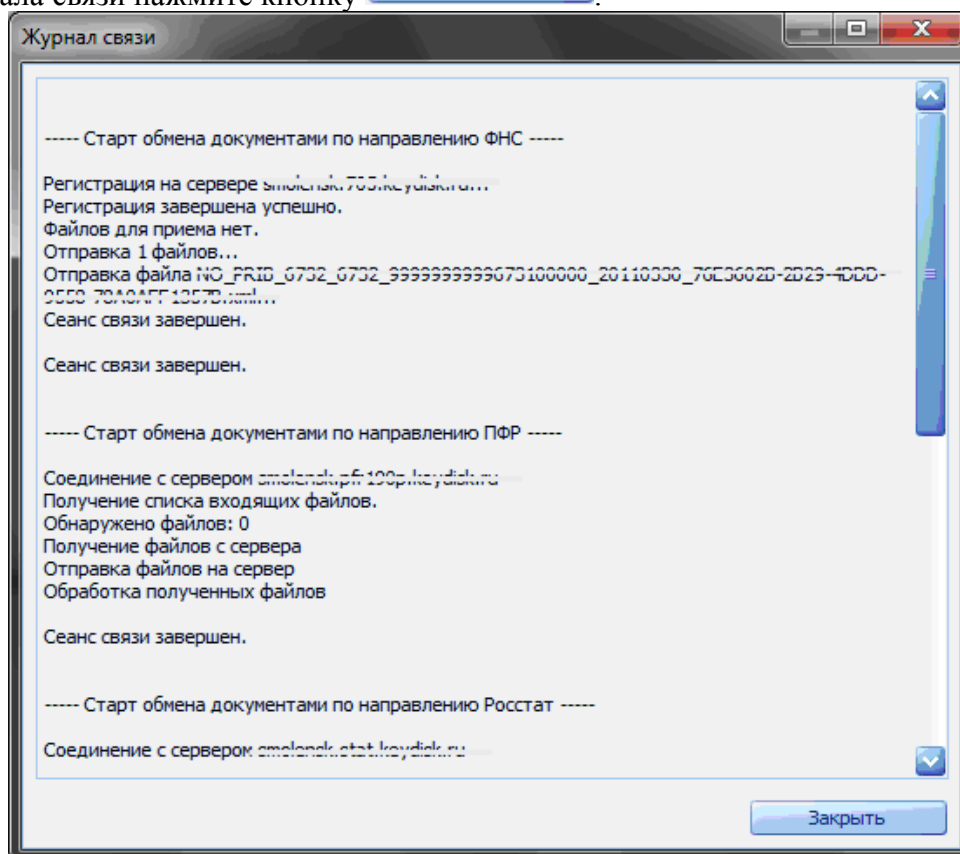 ала связи нажмите кнопку
Журнал связи
----- Старт обмена документами по направлению ФНС -----
Регистрация на сервере
Регистрация завершена успешно.
Файлов для приема нет.
Отправка 1 файлов...
Отправка файла
Сеанс связи завершен.
Сеанс связи завершен.
----- Старт обмена документами по направлению ПФР -----
Соединение с сервером
Получение списка входящих файлов.
Обнаружено файлов: 0
Получение файлов с сервера
Отправка файлов на сервер
Обработка полученных файлов
Сеанс связи завершен.
----- Старт обмена документами по направлению Росстат -----
Соединение с сервером
Закрыть